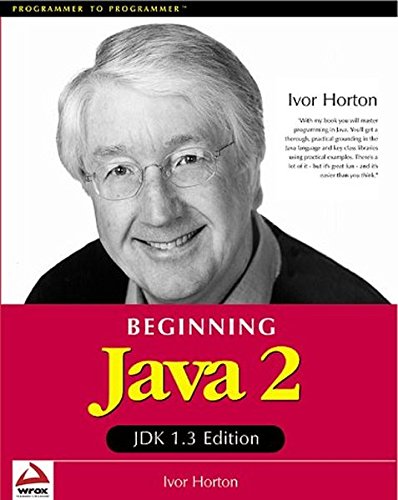 PROGRAMMER TO PROGRAMMER™
Ivor Horton
"With my book you will master
programming in Java. You'll get a
thorough, practical grounding in the
Java language and key class libraries
using practical examples. There's a
lot of it - but it's great fun - and it's
easier than you think."
BEGINNING
Java 2
JDK 1.3 Edition
wrox
Ivor Horton